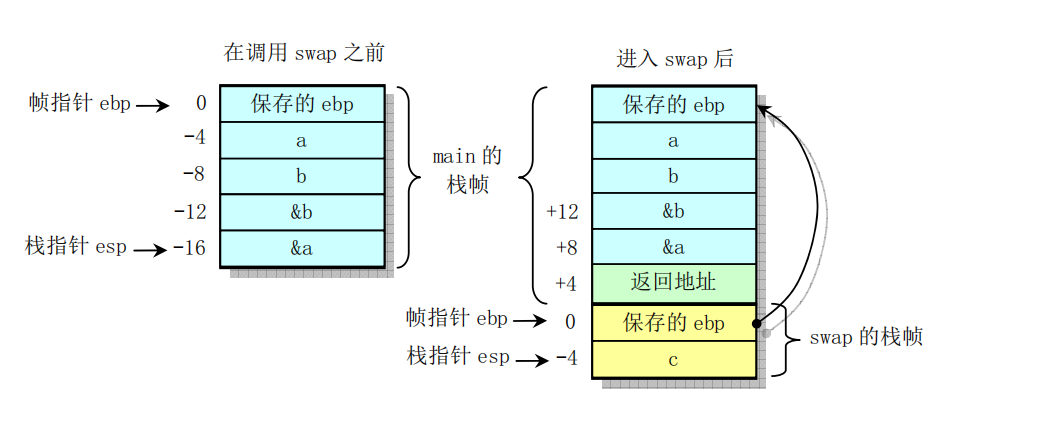 在调用 swap 之前
帧指针 ebp
0
保存的 ebp
-4
a
-8
b
-12
&b
栈指针 esp
-16
&a
main 的
栈帧
进入 swap 后
保存的 ebp
a
b
+12
&b
+8
&a
+4
返回地址
帧指针 ebp
0
保存的 ebp
栈指针 esp
-4
c
swap 的栈帧